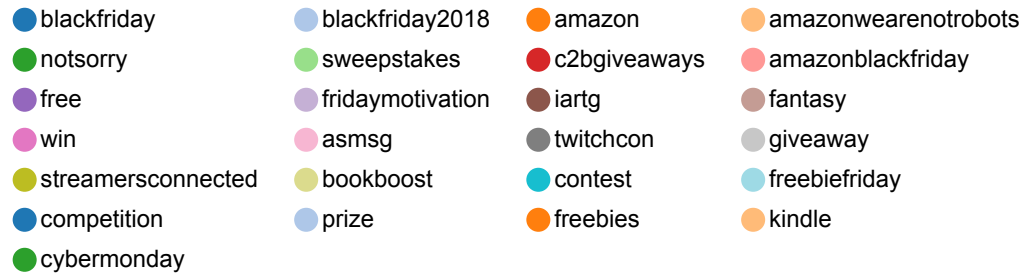 blackfriday blackfriday2018 amazon amazonwearenotrobots
notsorry sweepstakes c2bgiveaways amazonblackfriday
free fridaymotivation iartg fantasy
win asmsg twitchcon giveaway
streamersconnected bookboost contest freebiefriday
competition prize freebies kindle
cybermonday